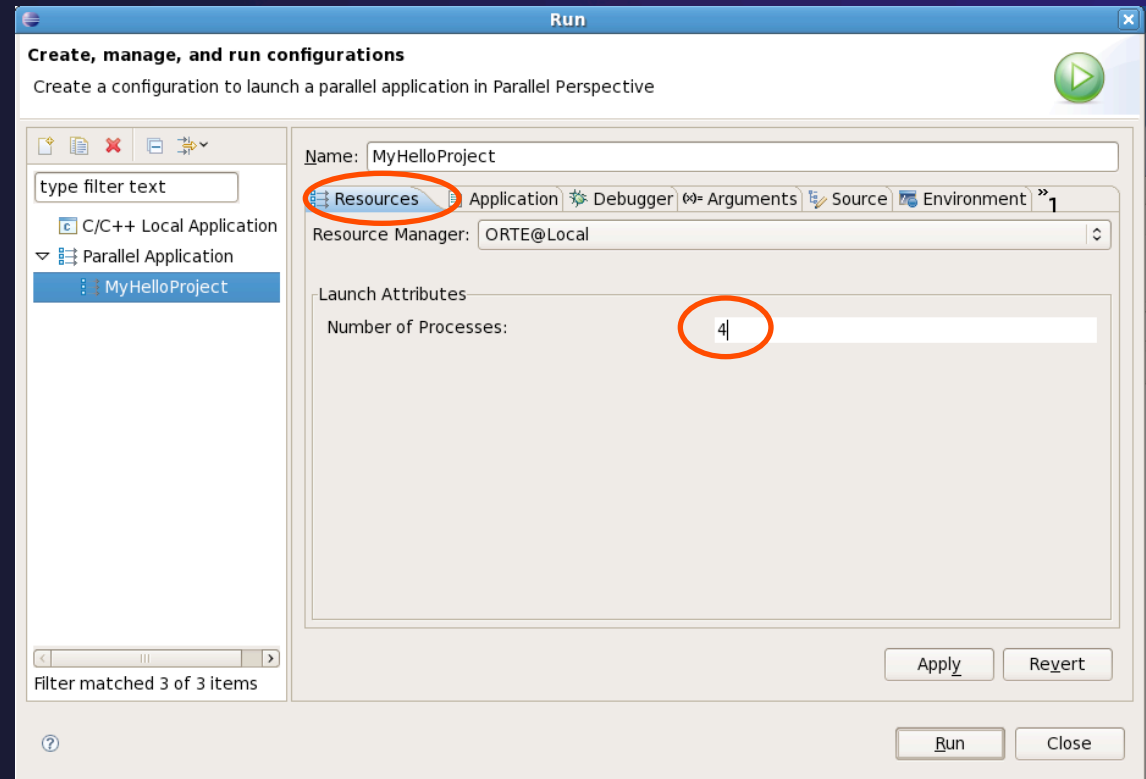 Run
Create, manage, and run configurations
Create a configuration to launch a parallel application in Parallel Perspective
type filter text
C/C++ Local Application
Parallel Application
MyHelloProject
Filter matched 3 of 3 items
Name: MyHelloProject
Resources Application Debugger (x)= Arguments Source Environment »1
Resource Manager: ORTE@Local
Launch Attributes
Number of Processes: 4
Apply Revert
? Run Close